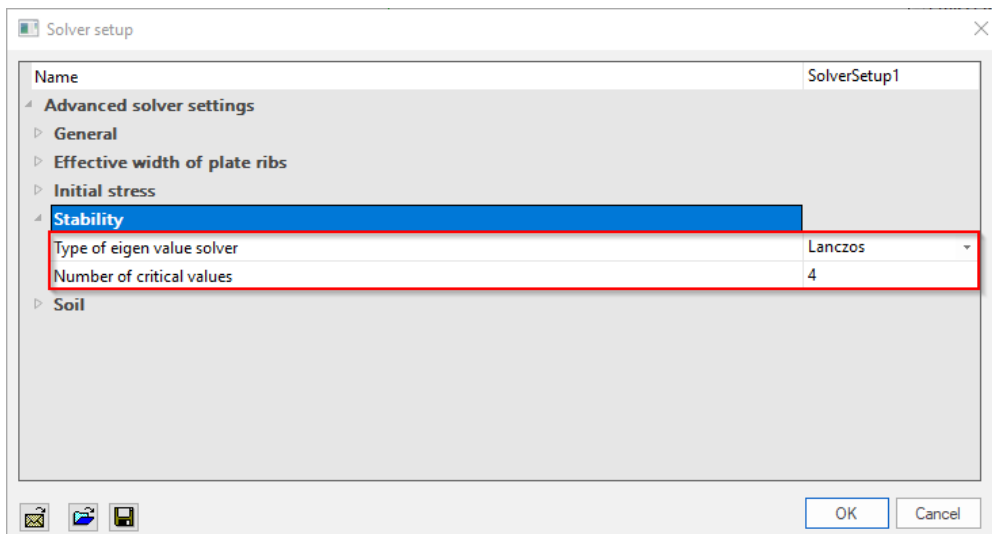 Solver setup
Name SolverSetup1
Advanced solver settings
General
Effective width of plate ribs
Initial stress
Stability
Type of eigen value solver Lanczos
Number of critical values 4
Soil
OK Cancel